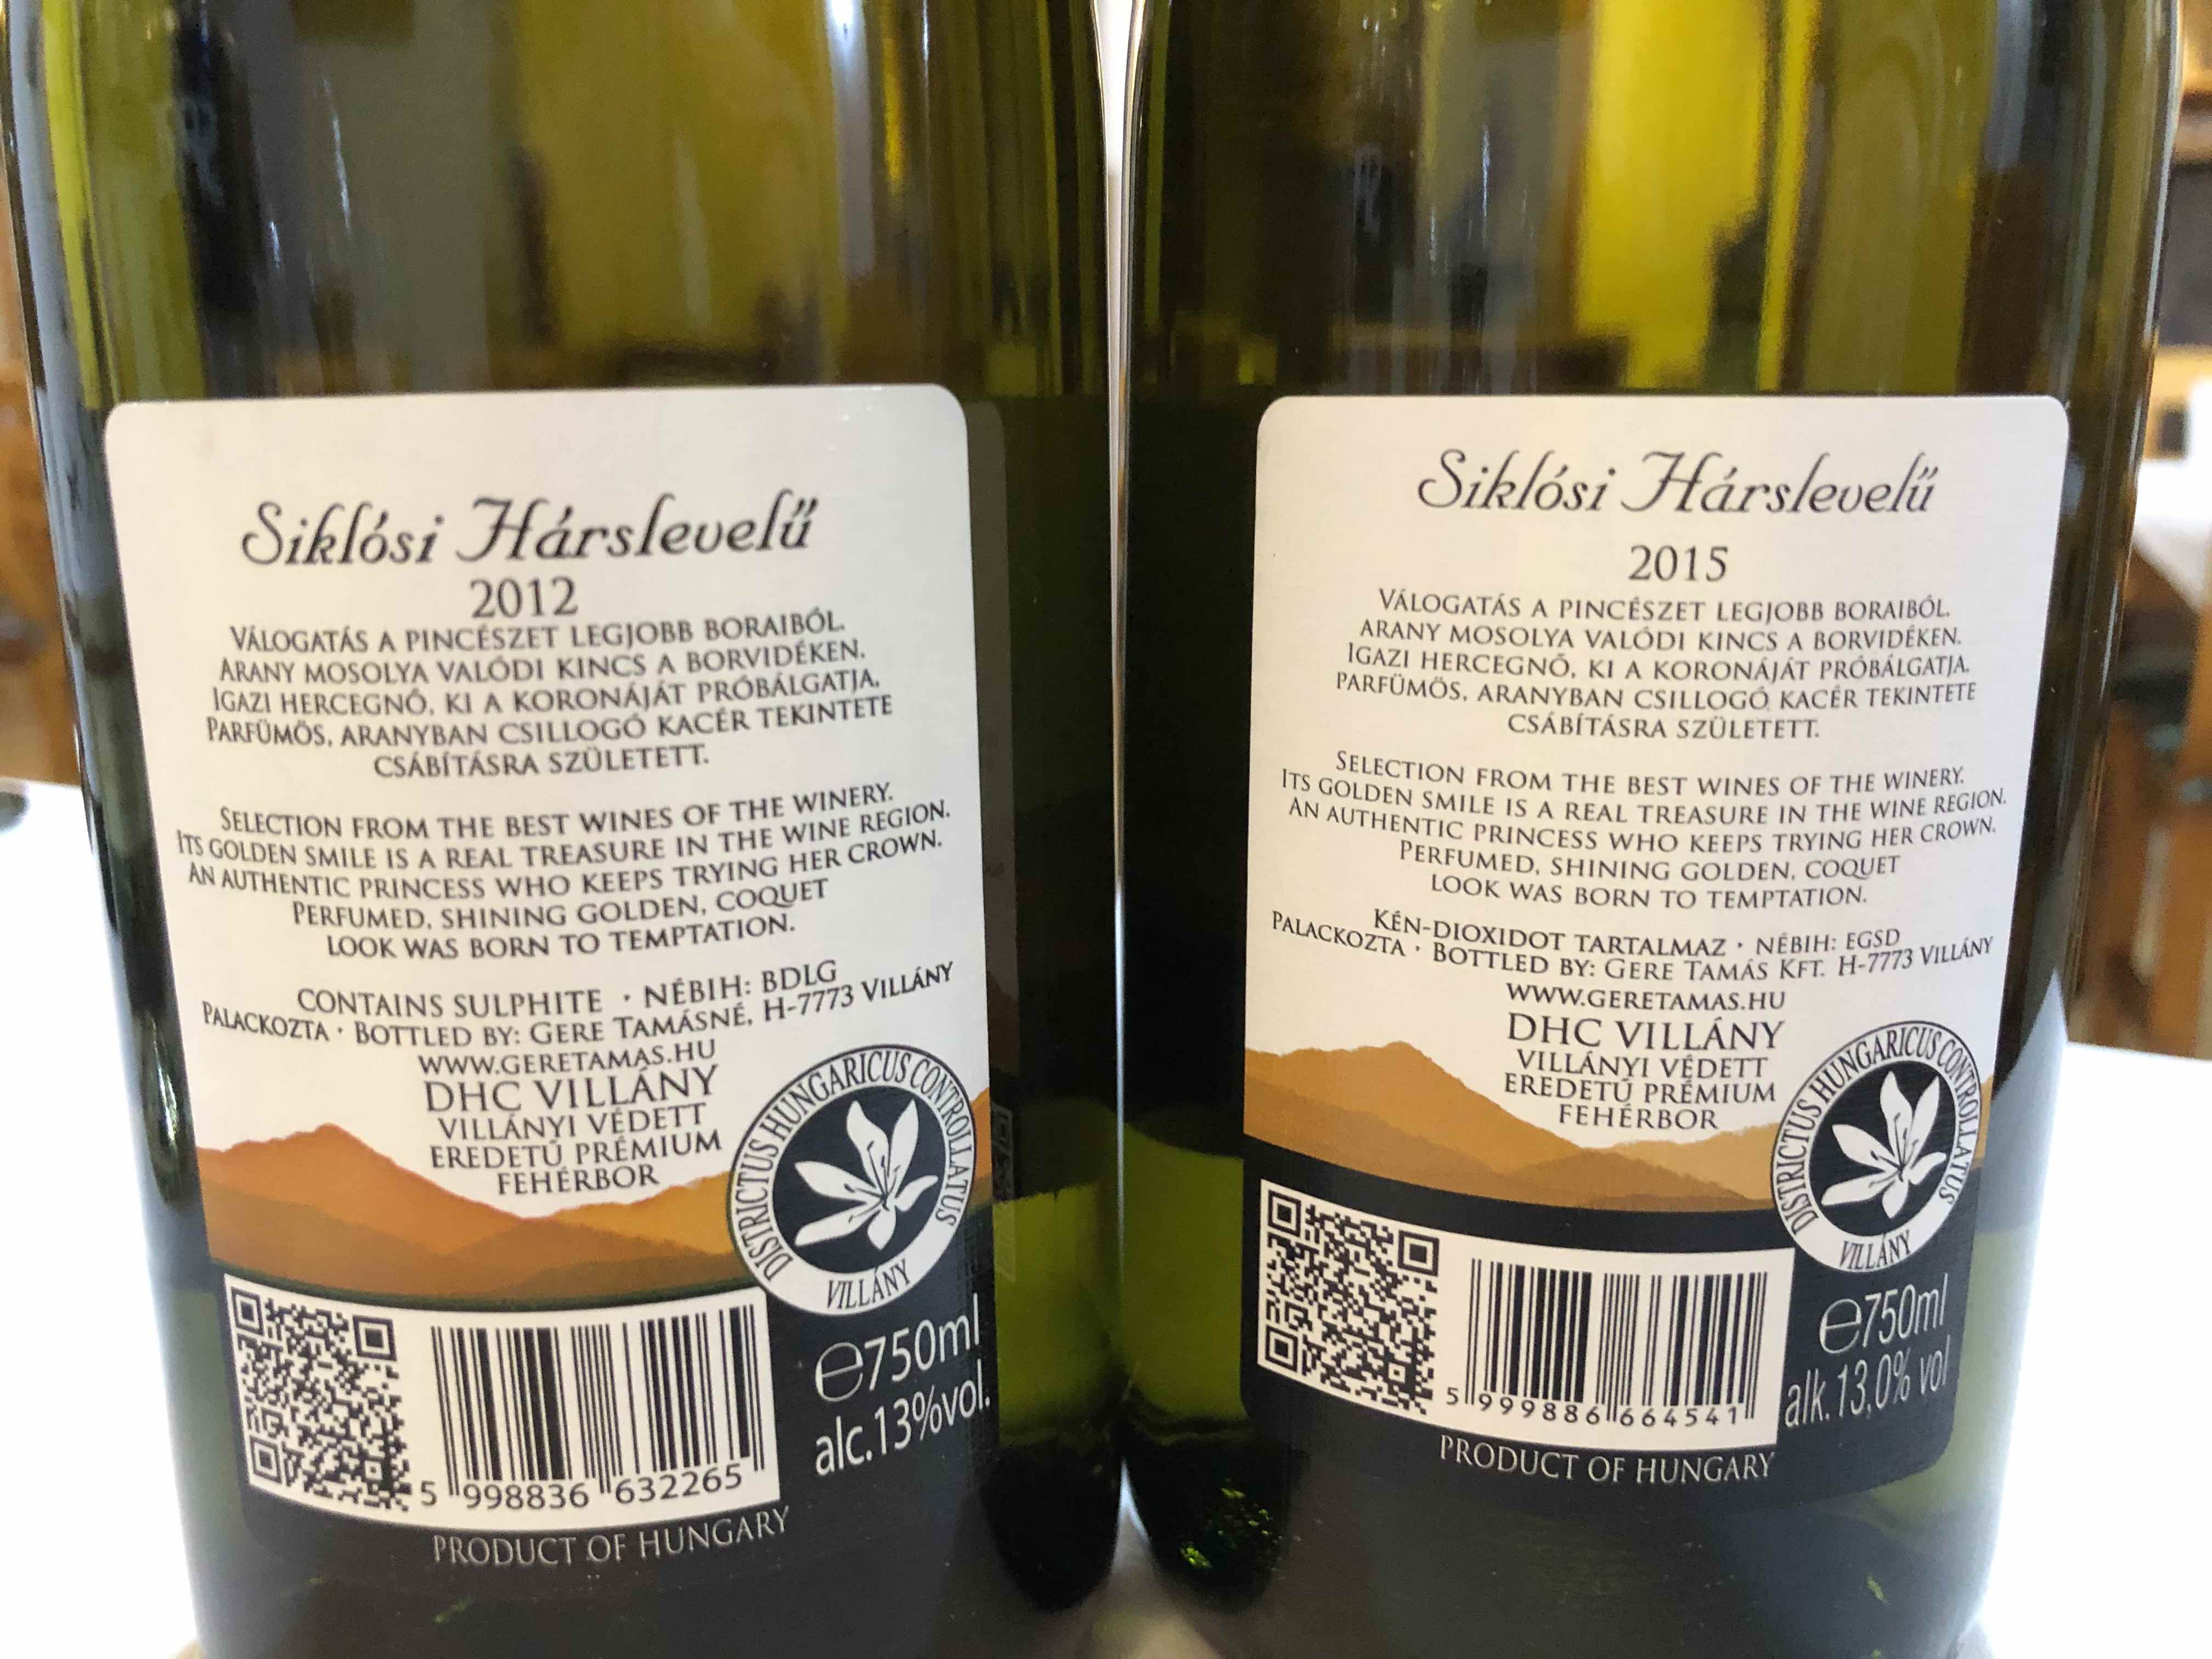 Siklósi Hárslevelű
2012
VÁLOGATÁS A PINCÉSZET LEGJOBB BORAIBÓL.
ARANY MOSOLYA VALÓDI KINCS A BORVIDÉKEN.
IGAZI HERCEGNŐ, KI A KORONÁJÁT PRÓBÁLGATJA.
PARFÜMÖS, ARANYBAN CSILLOGÓ KACÉR TEKINTETE
CSÁBÍTÁSRA SZÜLETETT.
SELECTION FROM THE BEST WINES OF THE WINERY.
ITS GOLDEN SMILE IS A REAL TREASURE IN THE WINE REGION.
AN AUTHENTIC PRINCESS WHO KEEPS TRYING HER CROWN.
PERFUMED, SHINING GOLDEN, COQUET
LOOK WAS BORN TO TEMPTATION.
CONTAINS SULPHITE · NÉBIH: BDLG
PALACKOZTA · BOTTLED BY: GERE TAMÁSNÉ, H-7773 VILLÁNY
WWW.GERETAMAS.HU
DHC VILLÁNY
VILLÁNYI VÉDETT
EREDETŰ PRÉMIUM
FEHÉRBOR
DISTRICTUS HUNGARICUS CONTROLLATUS
VILLÁNY
℮750ml
alc.13%vol.
5 998836 632265
PRODUCT OF HUNGARY
Siklósi Hárslevelű
2015
VÁLOGATÁS A PINCÉSZET LEGJOBB BORAIBÓL.
ARANY MOSOLYA VALÓDI KINCS A BORVIDÉKEN.
IGAZI HERCEGNŐ, KI A KORONÁJÁT PRÓBÁLGATJA.
PARFÜMÖS, ARANYBAN CSILLOGÓ KACÉR TEKINTETE
CSÁBÍTÁSRA SZÜLETETT.
SELECTION FROM THE BEST WINES OF THE WINERY.
ITS GOLDEN SMILE IS A REAL TREASURE IN THE WINE REGION.
AN AUTHENTIC PRINCESS WHO KEEPS TRYING HER CROWN.
PERFUMED, SHINING GOLDEN, COQUET
LOOK WAS BORN TO TEMPTATION.
KÉN-DIOXIDOT TARTALMAZ · NÉBIH: EGSD
PALACKOZTA · BOTTLED BY: GERE TAMÁS KFT. H-7773 VILLÁNY
WWW.GERETAMAS.HU
DHC VILLÁNY
VILLÁNYI VÉDETT
EREDETŰ PRÉMIUM
FEHÉRBOR
DISTRICTUS HUNGARICUS CONTROLLATUS
VILLÁNY
℮750ml
alk. 13,0% vol
5 999886 664541
PRODUCT OF HUNGARY